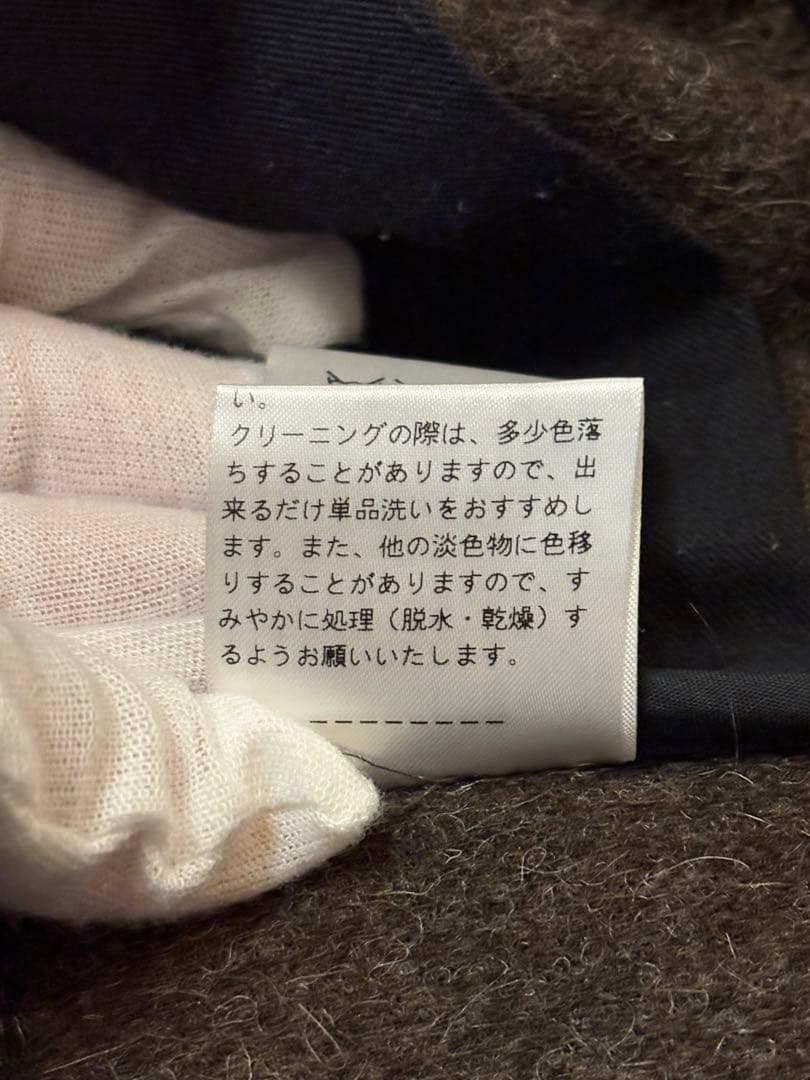 い。
クリーニングの際は、多少色落
ちすることがありますので、出
来るだけ単品洗いをおすすめし
ます。また、他の淡色物に色移
りすることがありますので、す
みやかに処理（脱水・乾燥）す
るようお願いいたします。
--------